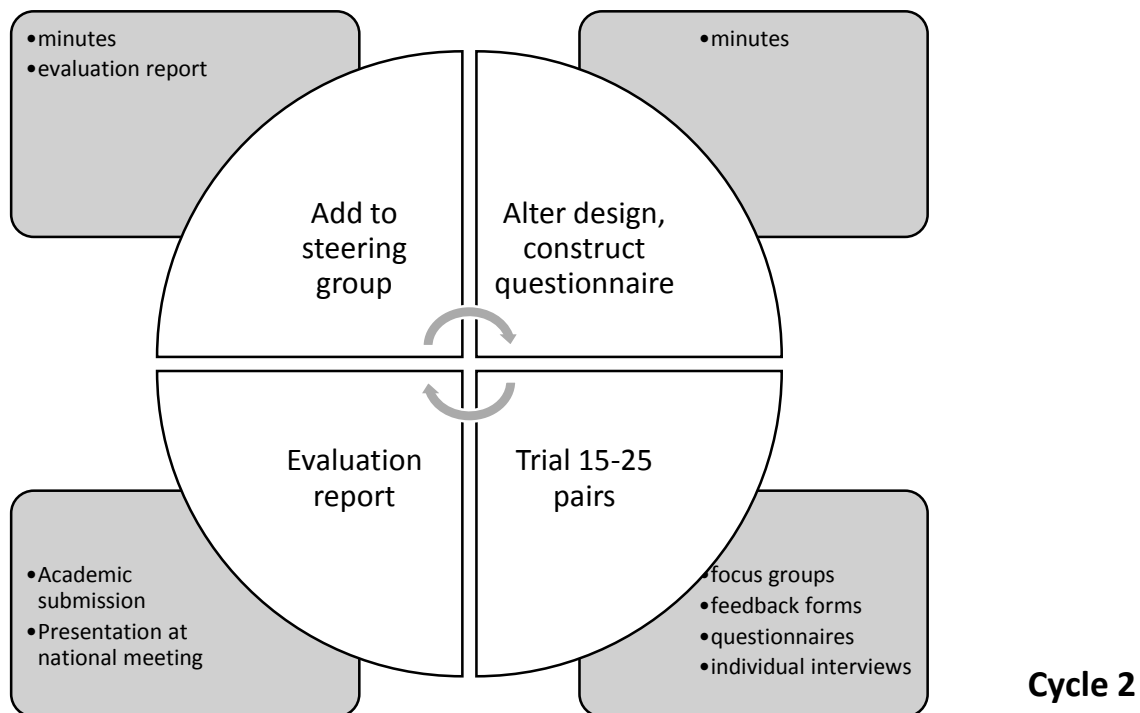 •minutes
•evaluation report
•minutes
Add to
steering
group
Alter design,
construct
questionnaire
Evaluation
report
Trial 15-25
pairs
•Academic
submission
•Presentation at
national meeting
•focus groups
•feedback forms
•questionnaires
•individual interviews
Cycle 2